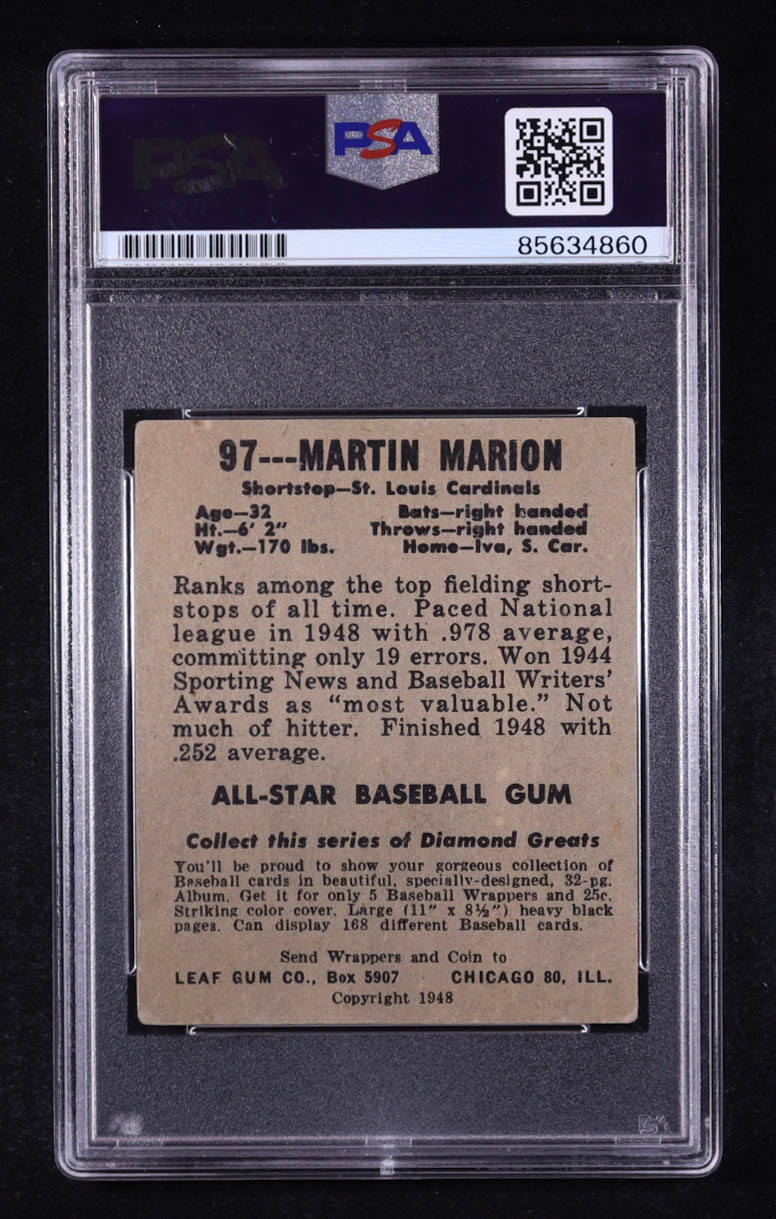 PSA
PSA
85634860
97---MARTIN MARION
Shortstop—St. Louis Cardinals
Age—32 Bats—right handed
Ht.—6' 2" Throws—right handed
Wgt.—170 lbs. Home—Iva, S. Car.
Ranks among the top fielding short-
stops of all time. Paced National
league in 1948 with .978 average,
committing only 19 errors. Won 1944
Sporting News and Baseball Writers'
Awards as "most valuable." Not
much of hitter. Finished 1948 with
.252 average.
ALL-STAR BASEBALL GUM
Collect this series of Diamond Greats
You'll be proud to show your gorgeous collection of
Baseball cards in beautiful, specially-designed, 32-pg.
Album. Get it for only 5 Baseball Wrappers and 25c.
Striking color cover. Large (11" x 8½") heavy black
pages. Can display 168 different Baseball cards.
Send Wrappers and Coin to
LEAF GUM CO., Box 5907 CHICAGO 80, ILL.
Copyright 1948